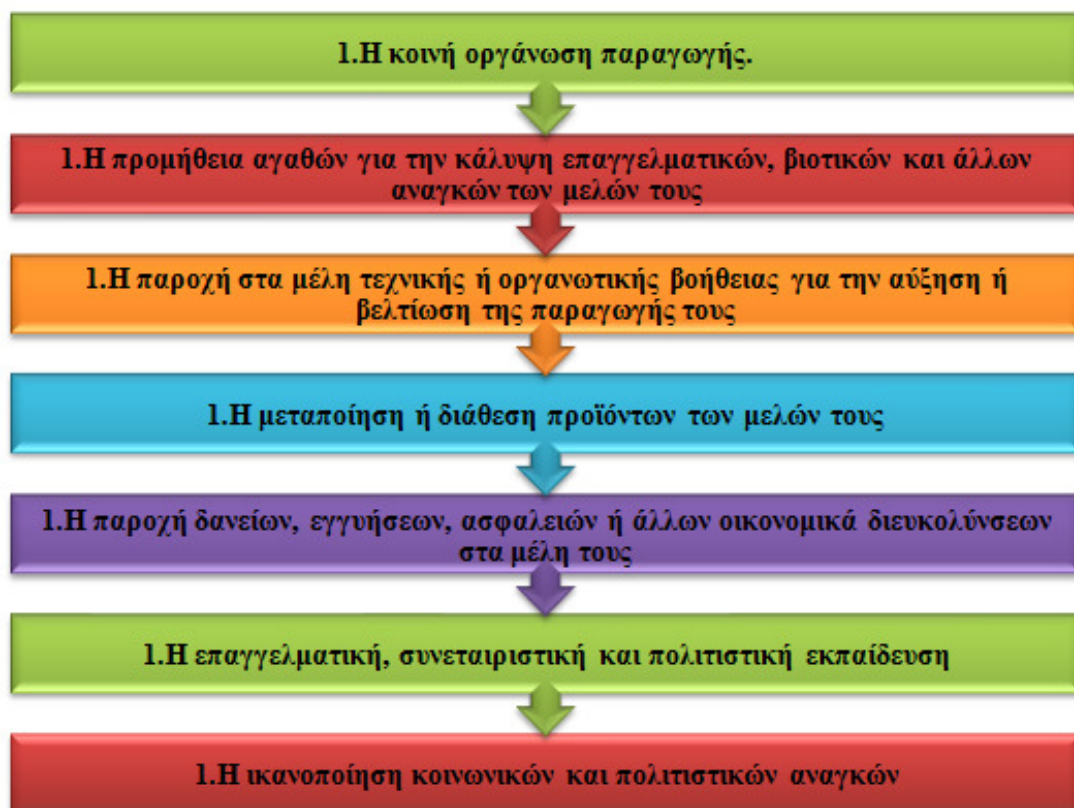 1.Η κοινή οργάνωση παραγωγής.
1.Η προμήθεια αγαθών για την κάλυψη επαγγελματικών, βιοτικών και άλλων
αναγκών των μελών τους
1.Η παροχή στα μέλη τεχνικής ή οργανωτικής βοήθειας για την αύξηση ή
βελτίωση της παραγωγής τους
1.Η μεταποίηση ή διάθεση προϊόντων των μελών τους
1.Η παροχή δανείων, εγγυήσεων, ασφαλειών ή άλλων οικονομικά διευκολύνσεων
στα μέλη τους
1.Η επαγγελματική, συνεταιριστική και πολιτιστική εκπαίδευση
1.Η ικανοποίηση κοινωνικών και πολιτιστικών αναγκών